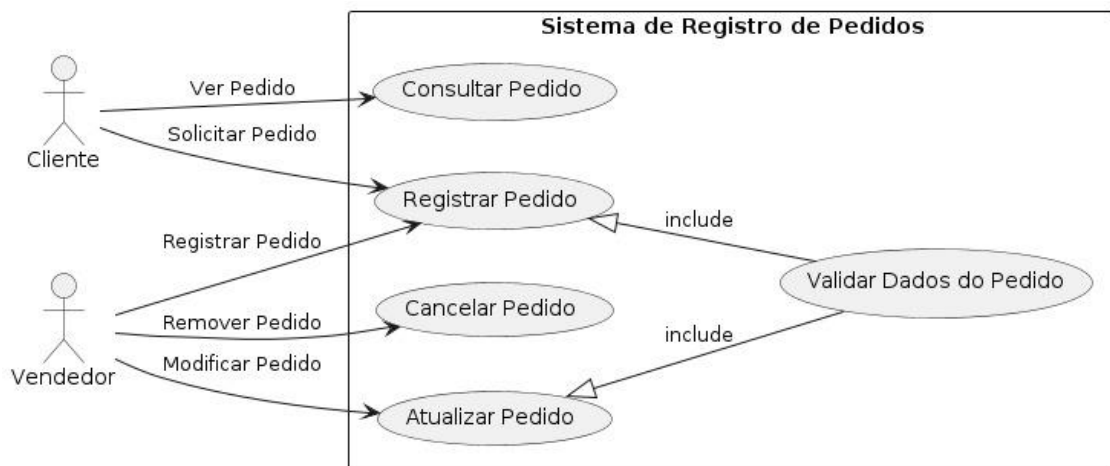 Sistema de Registro de Pedidos
Ver Pedido
Consultar Pedido
Cliente
Solicitar Pedido
Registrar Pedido
include
Registrar Pedido
Validar Dados do Pedido
Vendedor
Remover Pedido
Cancelar Pedido
include
Modificar Pedido
Atualizar Pedido